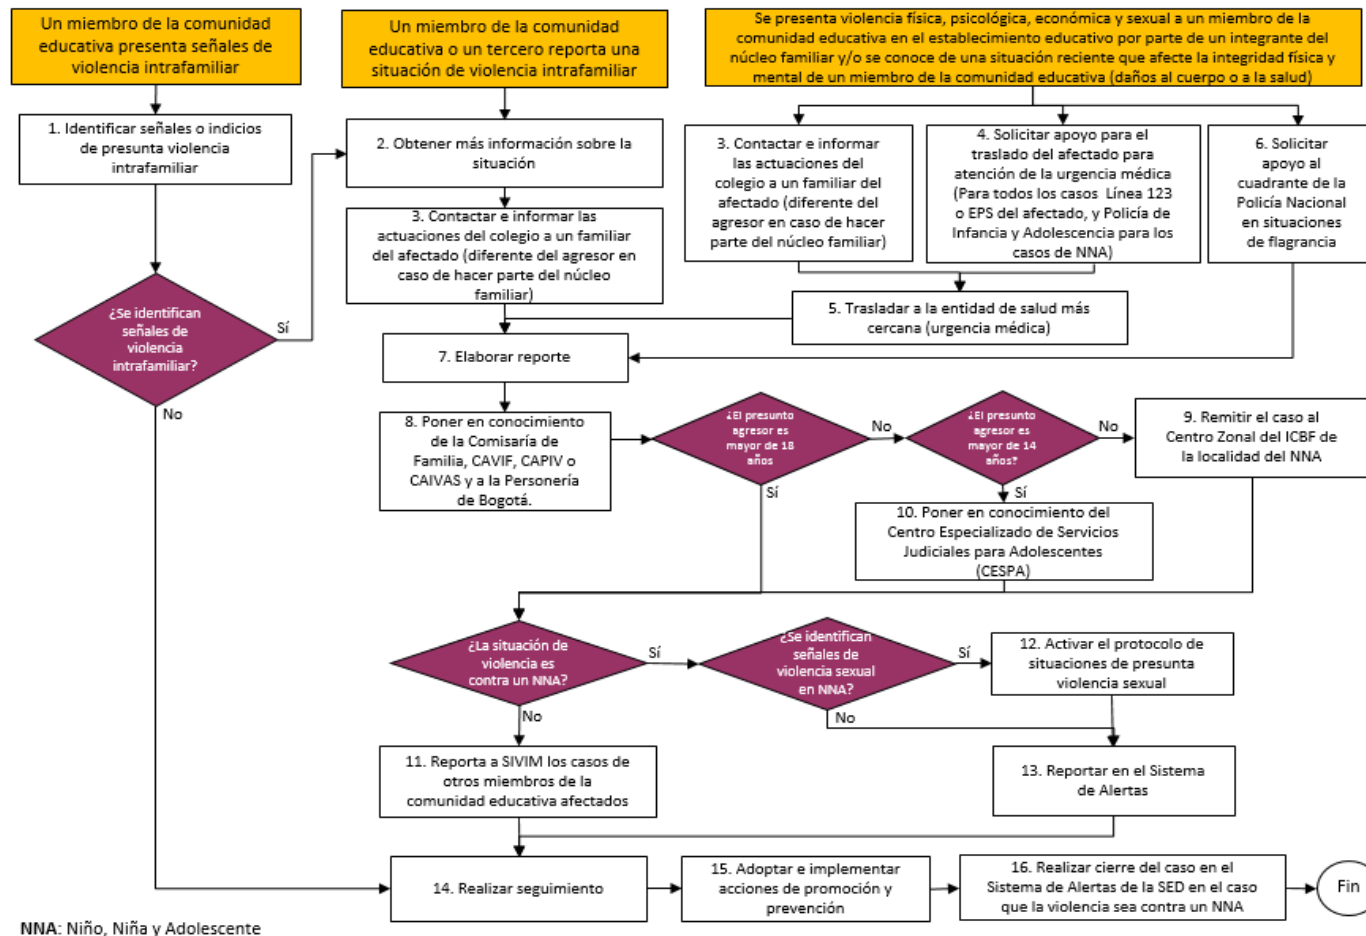 Un miembro de la comunidad
educativa presenta señales de
violencia intrafamiliar
Un miembro de la comunidad
educativa o un tercero reporta una
situación de violencia intrafamiliar
Se presenta violencia física, psicológica, económica y sexual a un miembro de la
comunidad educativa en el establecimiento educativo por parte de un integrante del
núcleo familiar y/o se conoce de una situación reciente que afecte la integridad física y
mental de un miembro de la comunidad educativa (daños al cuerpo o a la salud)
1. Identificar señales o indicios
de presunta violencia
intrafamiliar
2. Obtener más información sobre la
situación
3. Contactar e informar
las actuaciones del
colegio a un familiar del
afectado (diferente del
agresor en caso de hacer
parte del núcleo familiar)
4. Solicitar apoyo para el
traslado del afectado para
atención de la urgencia médica
(Para todos los casos Línea 123
o EPS del afectado, y Policía de
Infancia y Adolescencia para los
casos de NNA)
6. Solicitar
apoyo al
cuadrante de la
Policía Nacional
en situaciones
de flagrancia
3. Contactar e informar las
actuaciones del colegio a un familiar
del afectado (diferente del agresor en
caso de hacer parte del núcleo
familiar)
5. Trasladar a la entidad de salud más
cercana (urgencia médica)
¿Se identifican
señales de
violencia
intrafamiliar?
Sí
No
7. Elaborar reporte
8. Poner en conocimiento
de la Comisaría de
Familia, CAVIF, CAPIV o
CAIVAS y a la Personería
de Bogotá.
¿El presunto
agresor es
mayor de 18
años
No
Sí
¿El presunto
agresor es
mayor de 14
años?
No
Sí
9. Remitir el caso al
Centro Zonal del ICBF de
la localidad del NNA
10. Poner en conocimiento del
Centro Especializado de Servicios
Judiciales para Adolescentes
(CESPA)
¿La situación de
violencia es
contra un NNA?
Sí
No
¿Se identifican
señales de
violencia sexual
en NNA?
Sí
No
12. Activar el protocolo de
situaciones de presunta
violencia sexual
11. Reporta a SIVIM los casos de
otros miembros de la
comunidad educativa afectados
13. Reportar en el Sistema
de Alertas
14. Realizar seguimiento
15. Adoptar e implementar
acciones de promoción y
prevención
16. Realizar cierre del caso en el
Sistema de Alertas de la SED en el caso
que la violencia sea contra un NNA
Fin
NNA: Niño, Niña y Adolescente